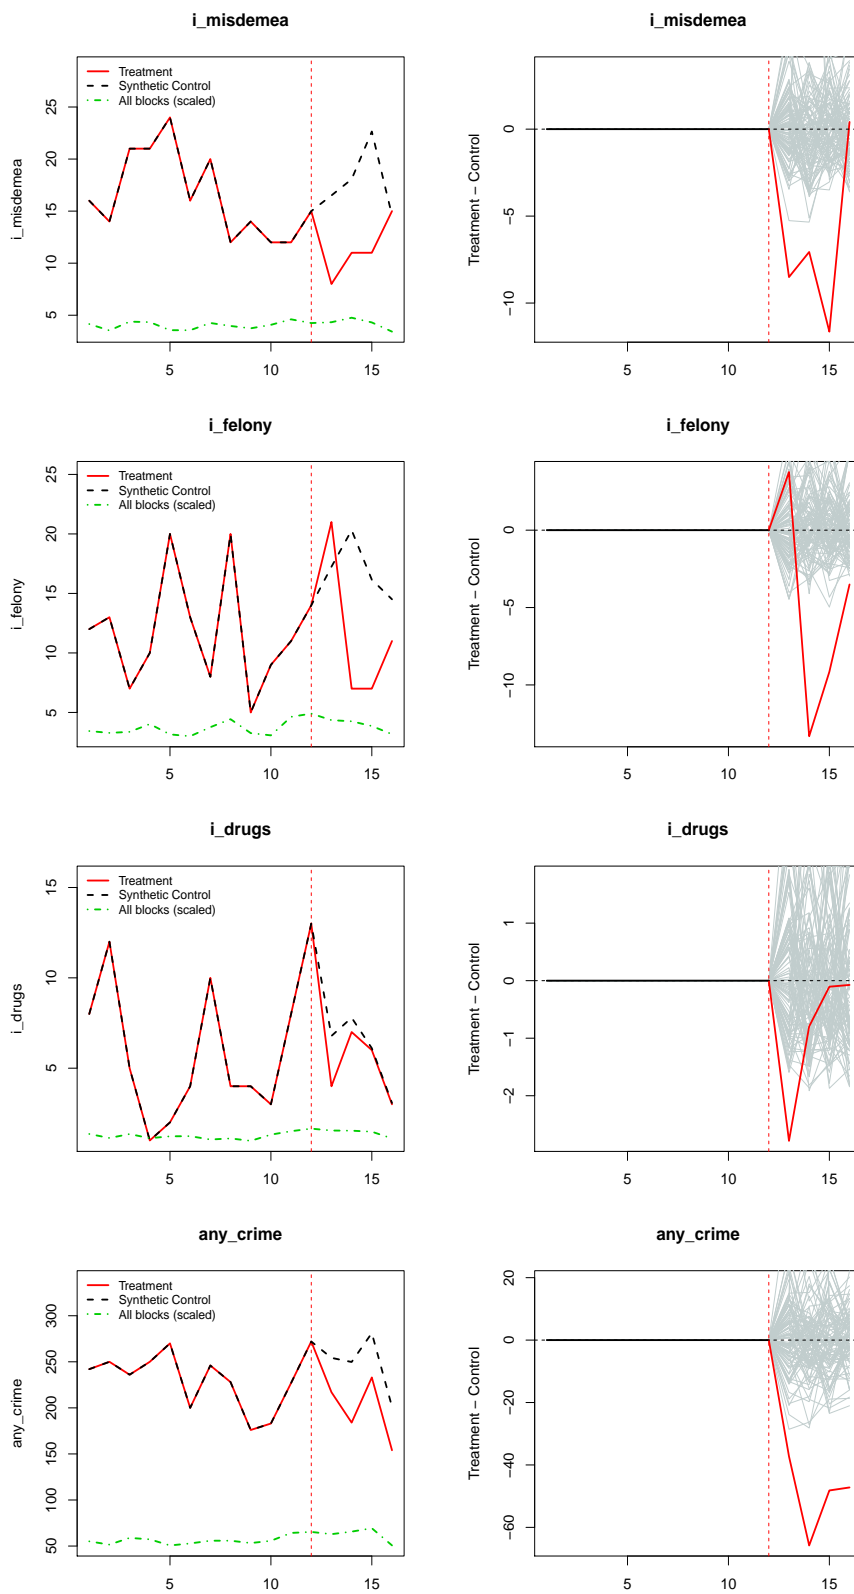 i_misdemea
i_misdemea
Treatment
Synthetic Control
All blocks (scaled)
i_misdemea
5
10
15
20
25
5
10
15
Treatment − Control
−10
−5
0
5
10
15
i_felony
i_felony
Treatment
Synthetic Control
All blocks (scaled)
i_felony
5
10
15
20
25
5
10
15
Treatment − Control
−10
−5
0
5
10
15
i_drugs
i_drugs
Treatment
Synthetic Control
All blocks (scaled)
i_drugs
5
10
15
5
10
15
Treatment − Control
−2
−1
0
1
5
10
15
any_crime
any_crime
Treatment
Synthetic Control
All blocks (scaled)
any_crime
50
100
150
200
250
300
5
10
15
Treatment − Control
−60
−40
−20
0
20
5
10
15